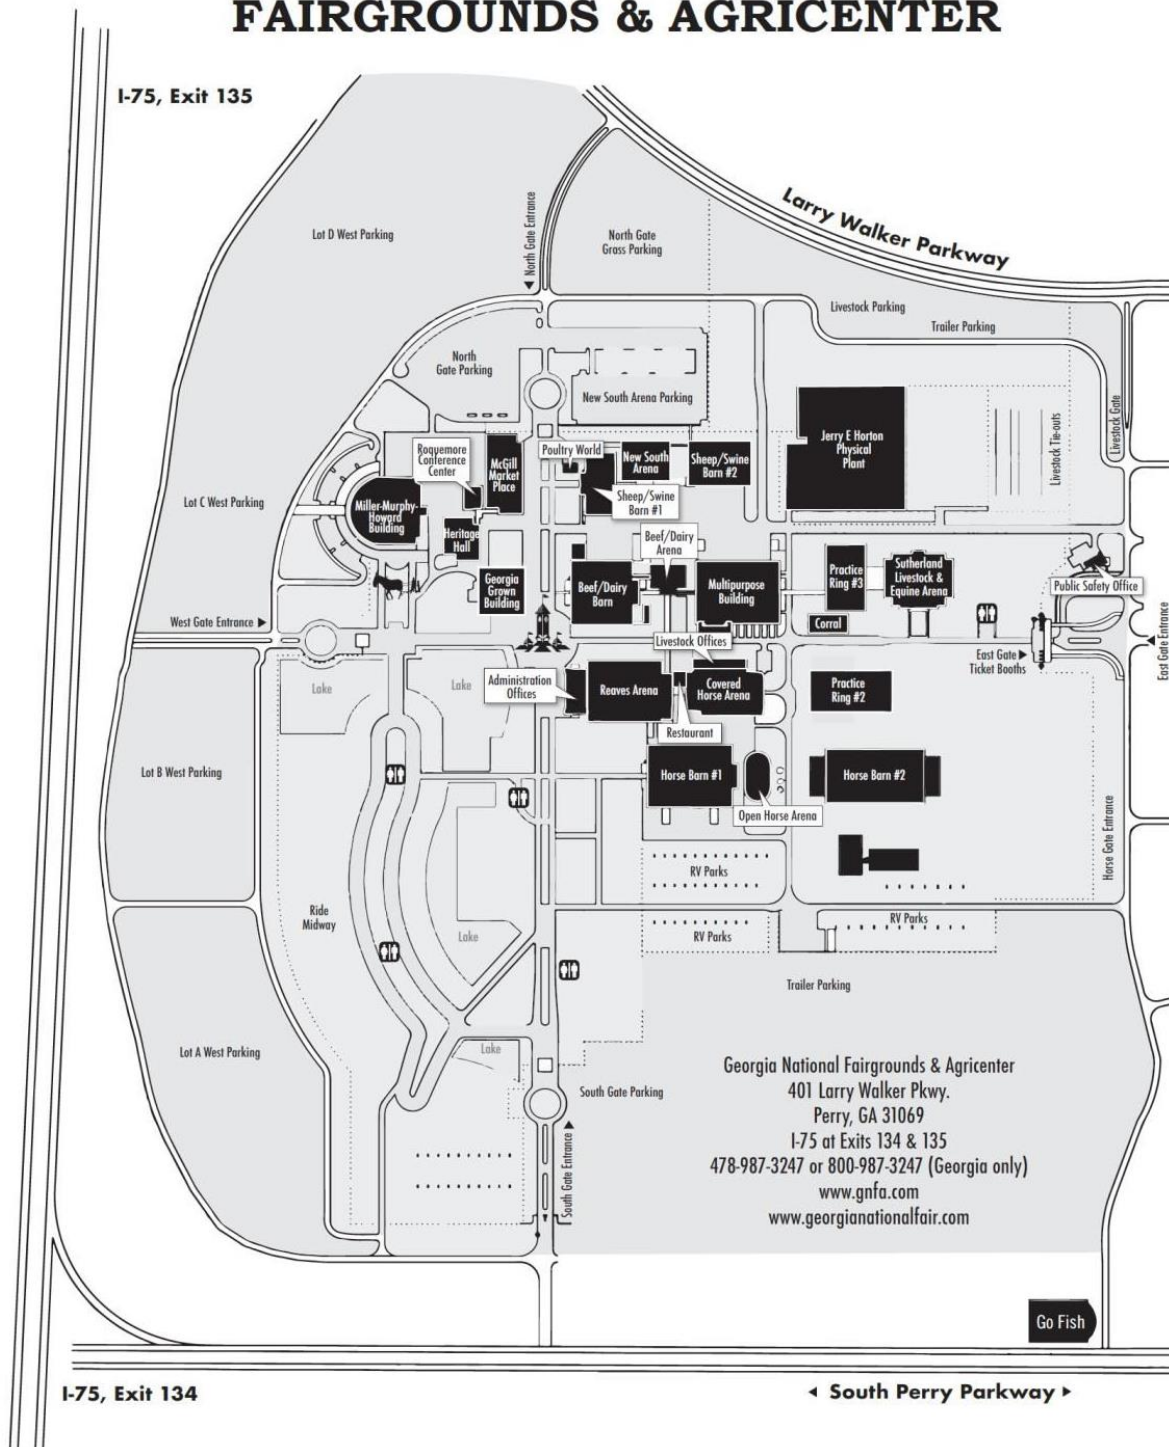 FAIRGROUNDS & AGRICENTER
I-75, Exit 135
Larry Walker Parkway
Lot D West Parking
North Gate Entrance
North Gate
Grass Parking
Livestock Parking
Trailer Parking
North
Gate Parking
New South Arena Parking
Livestock Gate
Livestock Tie-outs
Jerry E Horton
Physical
Plant
Roquemore
Conference
Center
McGill
Market
Place
Poultry World
New South
Arena
Sheep/Swine
Barn #2
Sheep/Swine
Barn #1
Lot C West Parking
Miller-Murphy-
Howard
Building
Heritage
Hall
Beef/Dairy
Arena
Georgia
Grown
Building
Beef/Dairy
Barn
Multipurpose
Building
Practice
Ring #3
Sutherland
Livestock &
Equine Arena
Public Safety Office
West Gate Entrance
Corral
Livestock Offices
East Gate
Ticket Booths
East Gate Entrance
Lake
Lake
Administration
Offices
Reaves Arena
Covered
Horse Arena
Practice
Ring #2
Restaurant
Lot B West Parking
Horse Barn #1
Horse Barn #2
Open Horse Arena
Horse Gate Entrance
RV Parks
Ride
Midway
Lake
RV Parks
RV Parks
Trailer Parking
Lot A West Parking
Lake
South Gate Parking
South Gate Entrance
Georgia National Fairgrounds & Agricenter
401 Larry Walker Pkwy.
Perry, GA 31069
I-75 at Exits 134 & 135
478-987-3247 or 800-987-3247 (Georgia only)
www.gnfa.com
www.georgianationalfair.com
Go Fish
I-75, Exit 134
South Perry Parkway